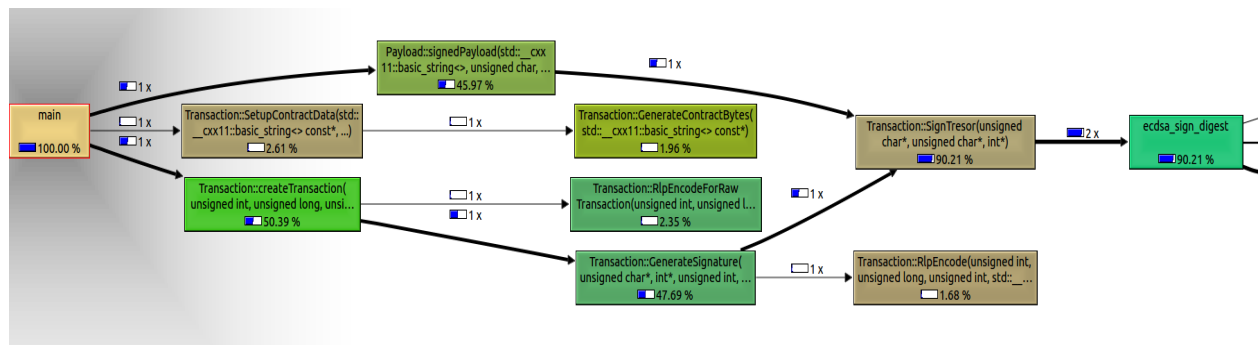 Payload::signedPayload(std::__cxx
11::basic_string<>, unsigned char, ...
45.97 %
1 x
1 x
main
100.00 %
1 x
1 x
Transaction::SetupContractData(std::
__cxx11::basic_string<> const*, ...)
2.61 %
1 x
Transaction::GenerateContractBytes(
std::__cxx11::basic_string<> const*)
1.96 %
Transaction::SignTresor(unsigned
char*, unsigned char*, int*)
90.21 %
2 x
ecdsa_sign_digest
90.21 %
Transaction::createTransaction(
unsigned int, unsigned long, unsi...
50.39 %
1 x
1 x
Transaction::RlpEncodeForRaw
Transaction(unsigned int, unsigned l...
2.35 %
1 x
Transaction::GenerateSignature(
unsigned char*, int*, unsigned int, ...
47.69 %
1 x
Transaction::RlpEncode(unsigned int,
unsigned long, unsigned int, std::__...
1.68 %